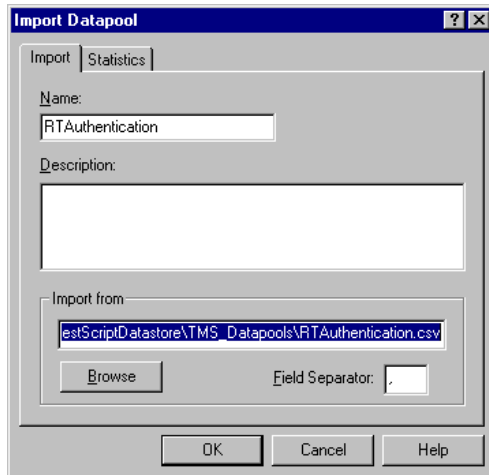 Import Datapool
Import Statistics
Name:
RTAuthentication
Description:
Import from
estScriptDatastore\TMS_Datapools\RTAuthentication.csv
Browse Field Separator: ,
OK Cancel Help